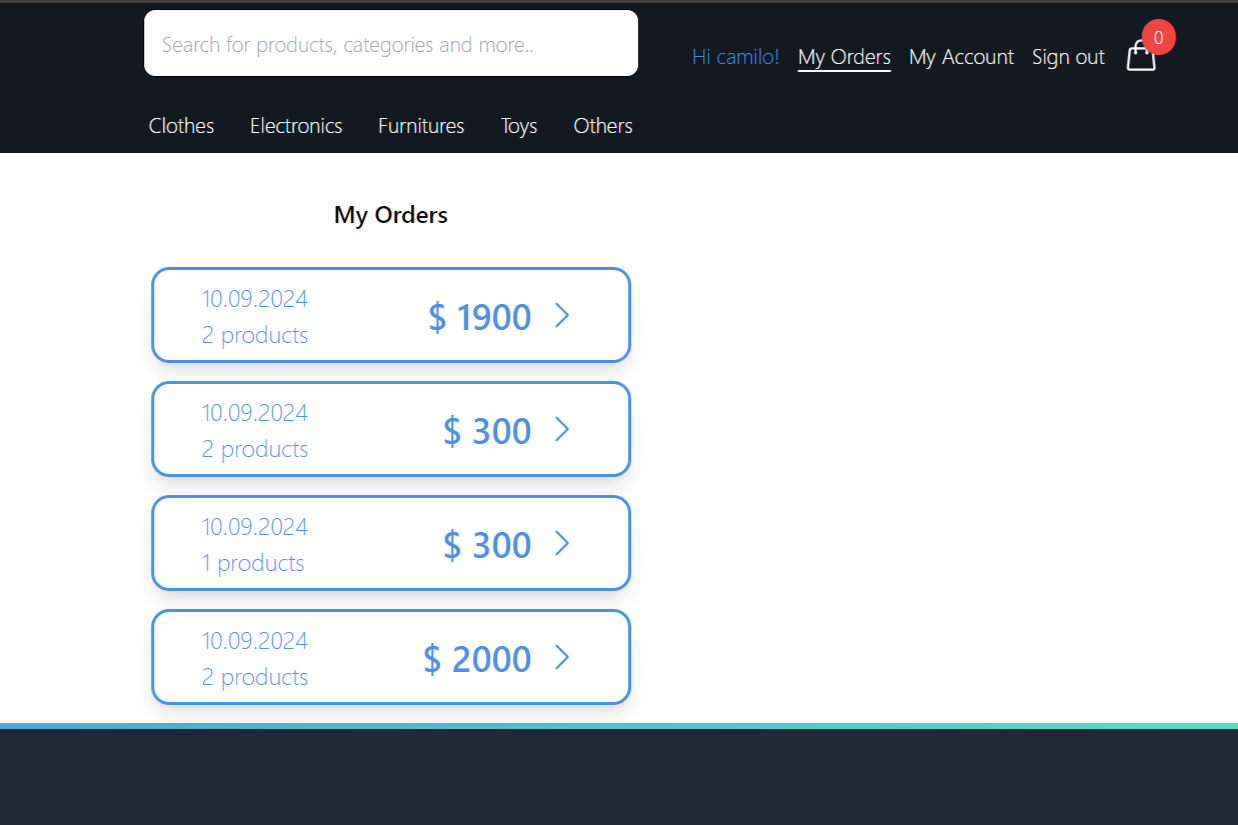 Search for products, categories and more..
Hi camilo! My Orders My Account Sign out 0
Clothes Electronics Furnitures Toys Others
My Orders
10.09.2024
2 products
$ 1900
10.09.2024
2 products
$ 300
10.09.2024
1 products
$ 300
10.09.2024
2 products
$ 2000